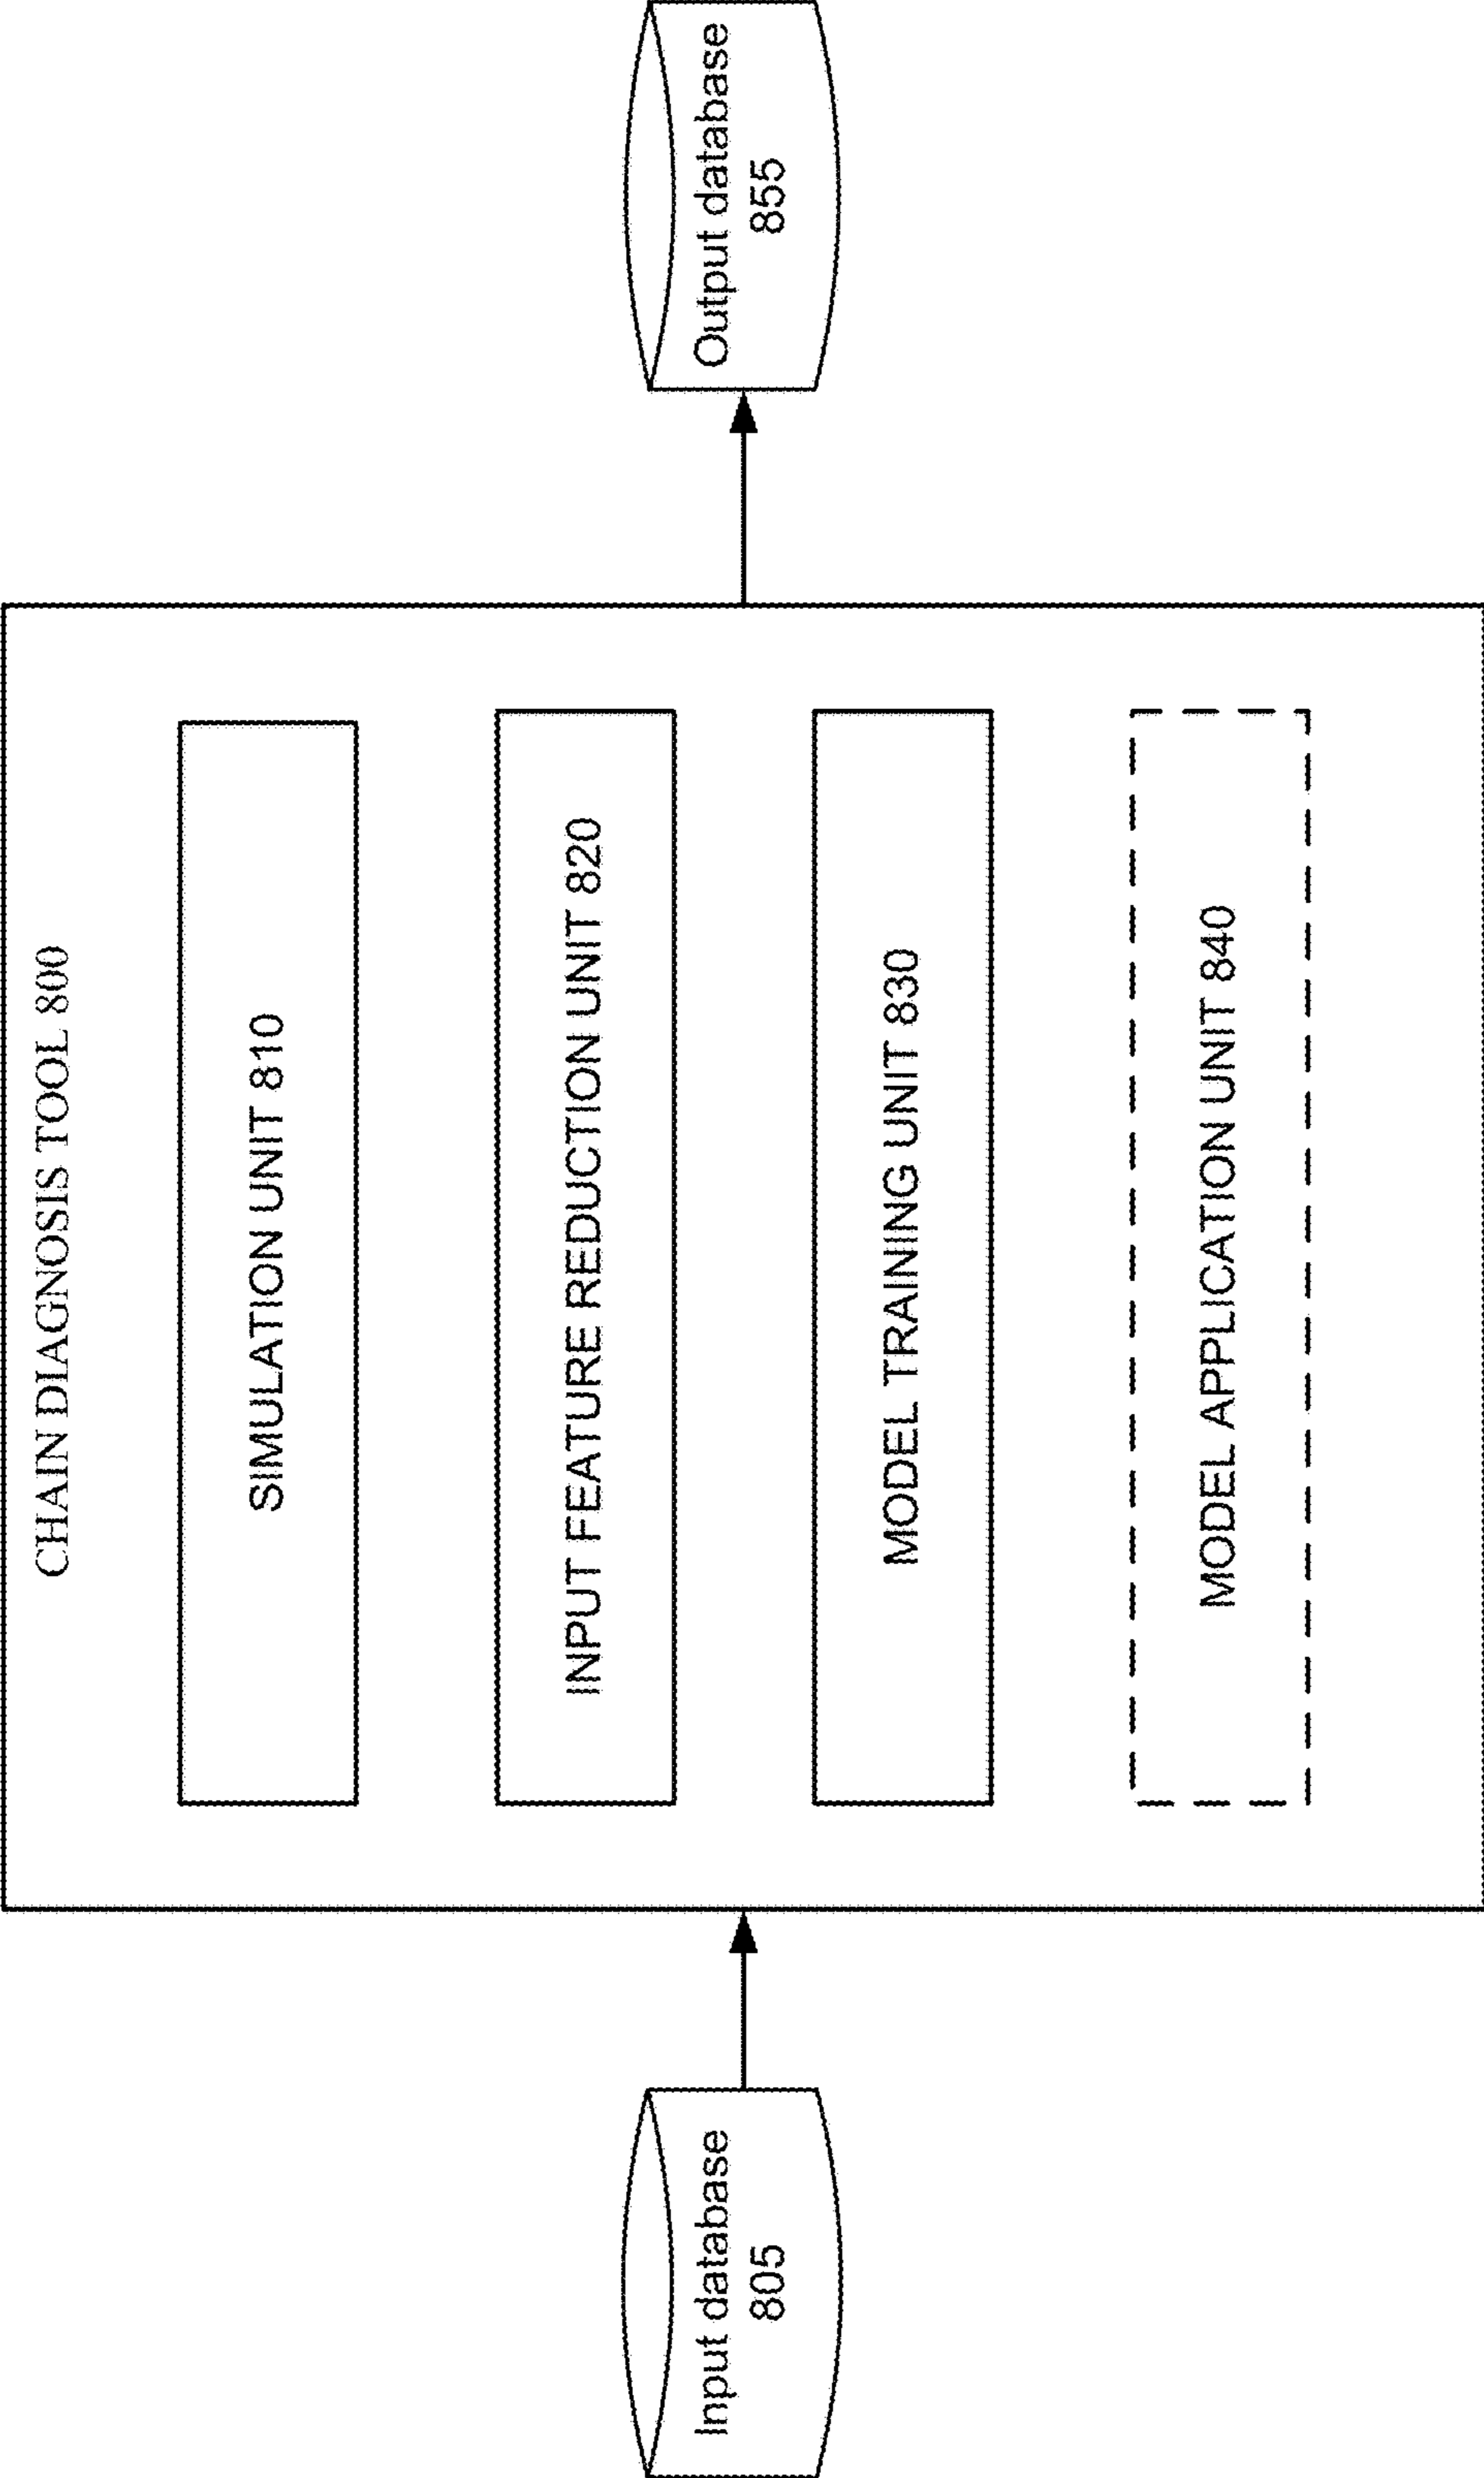 CHAIN DIAGNOSIS TOOL 800
SIMULATION UNIT 810
INPUT FEATURE REDUCTION UNIT 820
MODEL TRAINING UNIT 830
MODEL APPLICATION UNIT 840
Input database
805
Output database
855